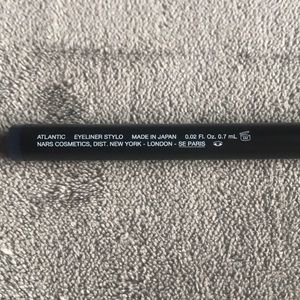 ATLANTIC EYELINER STYLO MADE IN JAPAN 0.02 Fl. Oz. 0.7 mL
NARS COSMETICS, DIST. NEW YORK - LONDON - SE PARIS